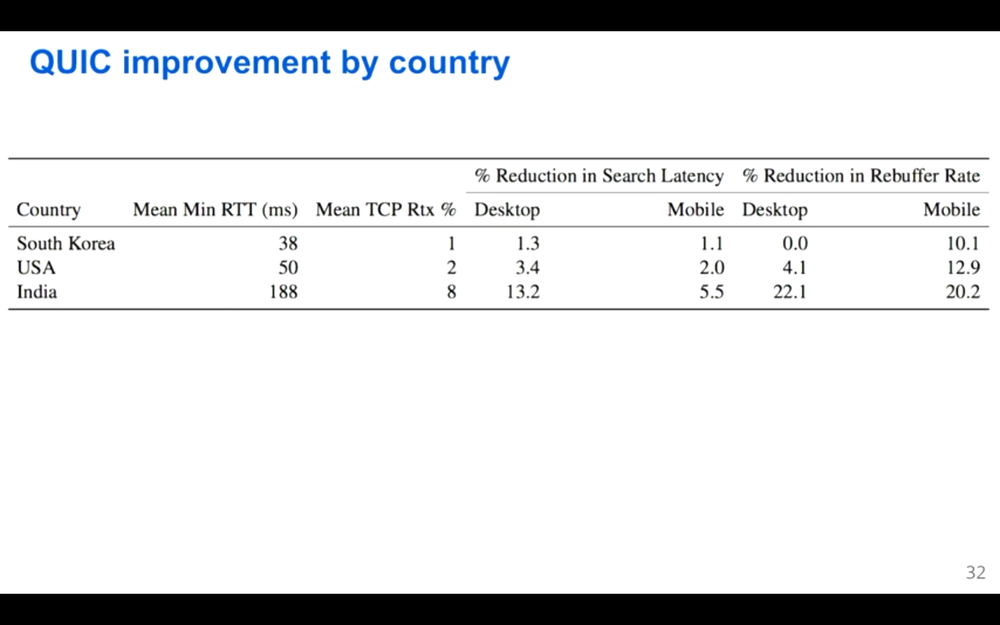 QUIC improvement by country
% Reduction in Search Latency % Reduction in Rebuffer Rate
Country Mean Min RTT (ms) Mean TCP Rtx % Desktop Mobile Desktop Mobile
South Korea 38 1 1.3 1.1 0.0 10.1
USA 50 2 3.4 2.0 4.1 12.9
India 188 8 13.2 5.5 22.1 20.2
32